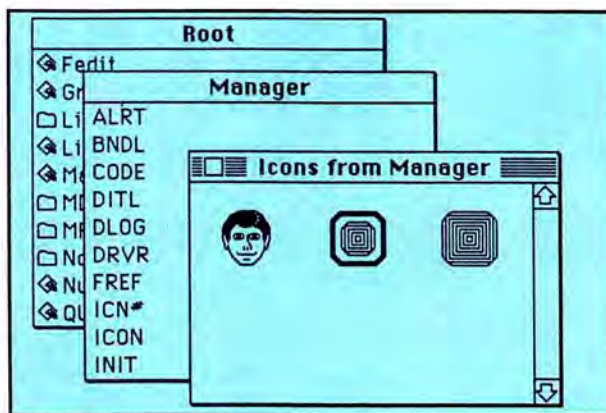 Root
Fedit
Manager
ALRT
BNDL
CODE
DITL
DLOG
DRVR
FREF
ICN#
ICON
INIT
Icons from Manager